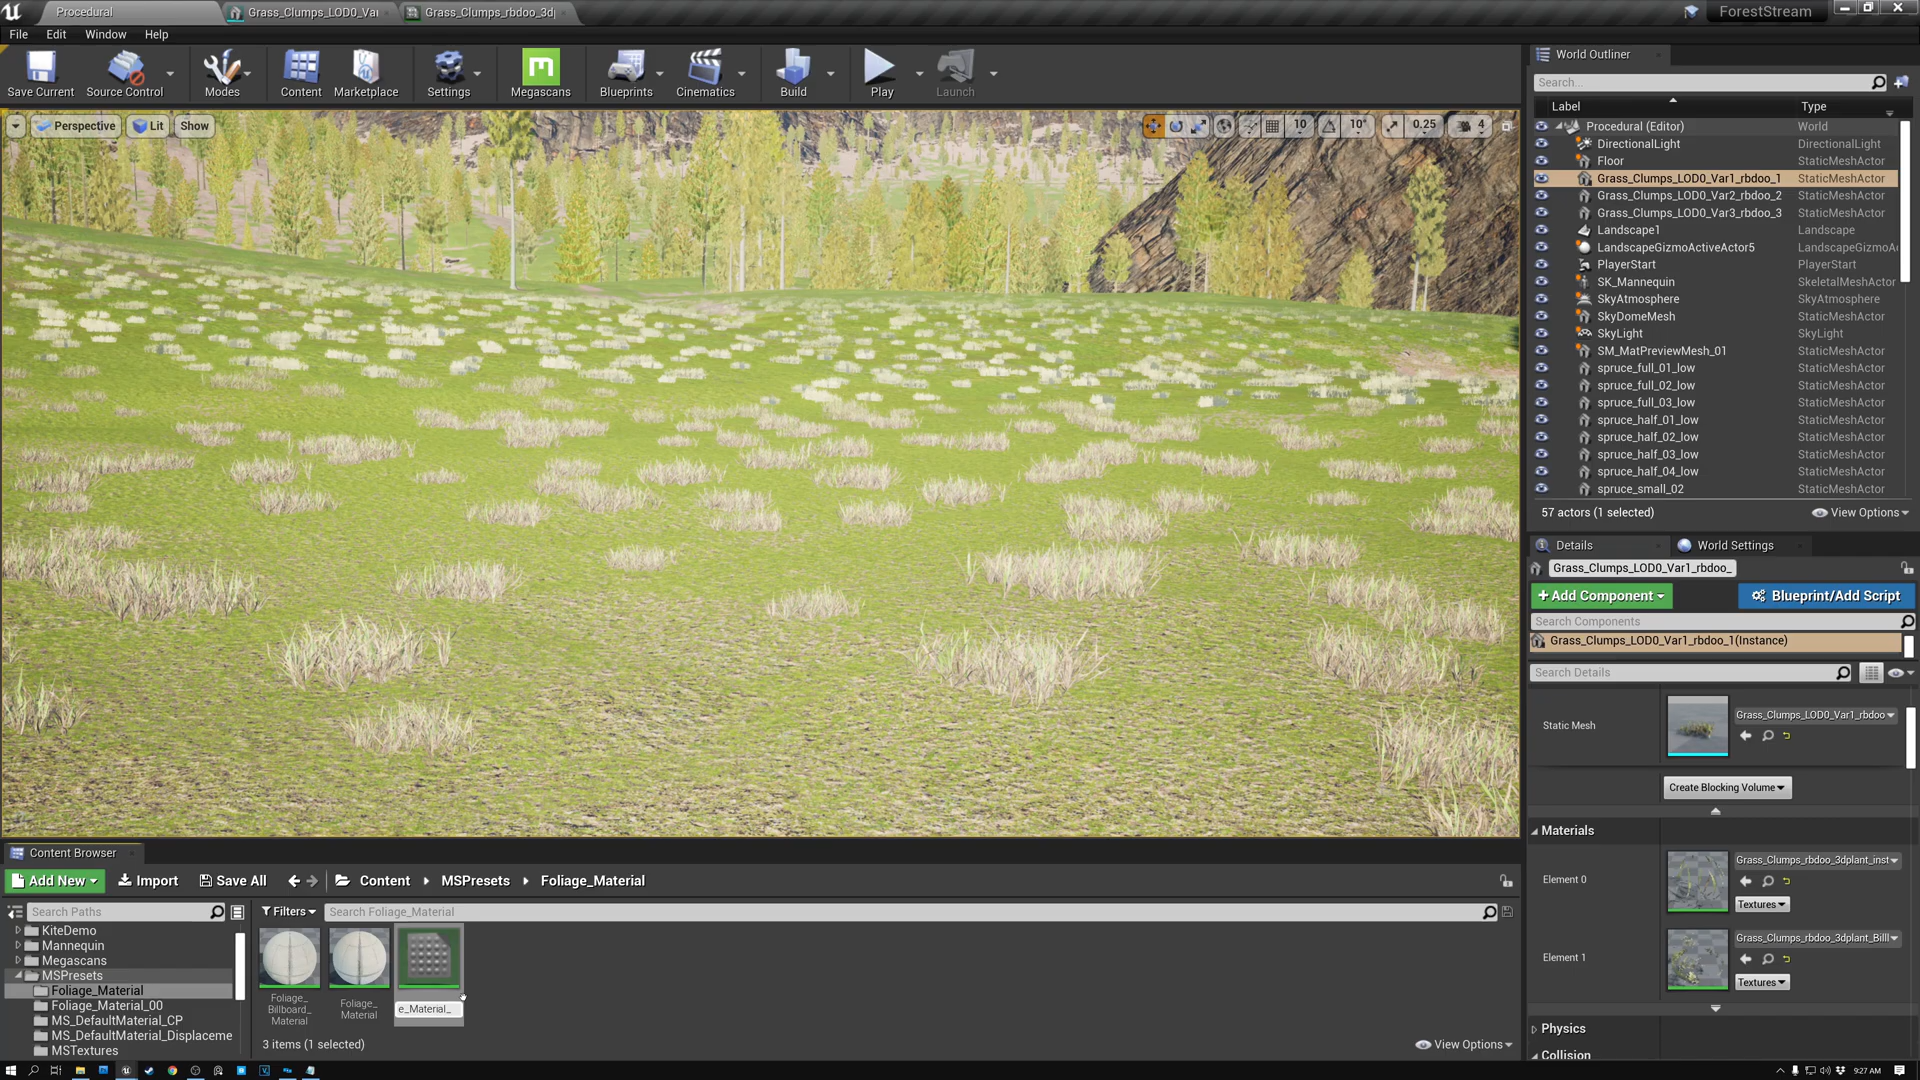 Procedural
Grass_Clumps_LOD0_Var
Grass_Clumps_rbdoo_3d
ForestStream
File Edit Window Help
Save Current
Source Control
Modes
Content
Marketplace
Settings
Megascans
Blueprints
Cinematics
Build
Play
Launch
Perspective
Lit
Show
10
10°
0.25
4
World Outliner
Search...
Label Type
Procedural (Editor) World
DirectionalLight DirectionalLight
Floor StaticMeshActor
Grass_Clumps_LOD0_Var1_rbdoo_1 StaticMeshActor
Grass_Clumps_LOD0_Var2_rbdoo_2 StaticMeshActor
Grass_Clumps_LOD0_Var3_rbdoo_3 StaticMeshActor
Landscape1 Landscape
LandscapeGizmoActiveActor5 LandscapeGizmoA
PlayerStart PlayerStart
SK_Mannequin SkeletalMeshActor
SkyAtmosphere SkyAtmosphere
SkyDomeMesh StaticMeshActor
SkyLight SkyLight
SM_MatPreviewMesh_01 StaticMeshActor
spruce_full_01_low StaticMeshActor
spruce_full_02_low StaticMeshActor
spruce_full_03_low StaticMeshActor
spruce_half_01_low StaticMeshActor
spruce_half_02_low StaticMeshActor
spruce_half_03_low StaticMeshActor
spruce_half_04_low StaticMeshActor
spruce_small_02 StaticMeshActor
57 actors (1 selected)
View Options
Details
World Settings
Grass_Clumps_LOD0_Var1_rbdoo_
+Add Component
Blueprint/Add Script
Search Components
Grass_Clumps_LOD0_Var1_rbdoo_1(Instance)
Search Details
Static Mesh
Grass_Clumps_LOD0_Var1_rbdoo
Create Blocking Volume
Materials
Element 0
Grass_Clumps_rbdoo_3dplant_inst
Textures
Element 1
Grass_Clumps_rbdoo_3dplant_Billl
Textures
Physics
Collision
Content Browser
Add New
Import
Save All
Content
MSPresets
Foliage_Material
Search Paths
Filters
Search Foliage_Material
KiteDemo
Mannequin
Megascans
MSPresets
Foliage_Material
Foliage_Material_00
MS_DefaultMaterial_CP
MS_DefaultMaterial_Displaceme
MSTextures
Foliage_
Billboard_
Material
Foliage_
Material
e_Material_
3 items (1 selected)
View Options
9:27 AM